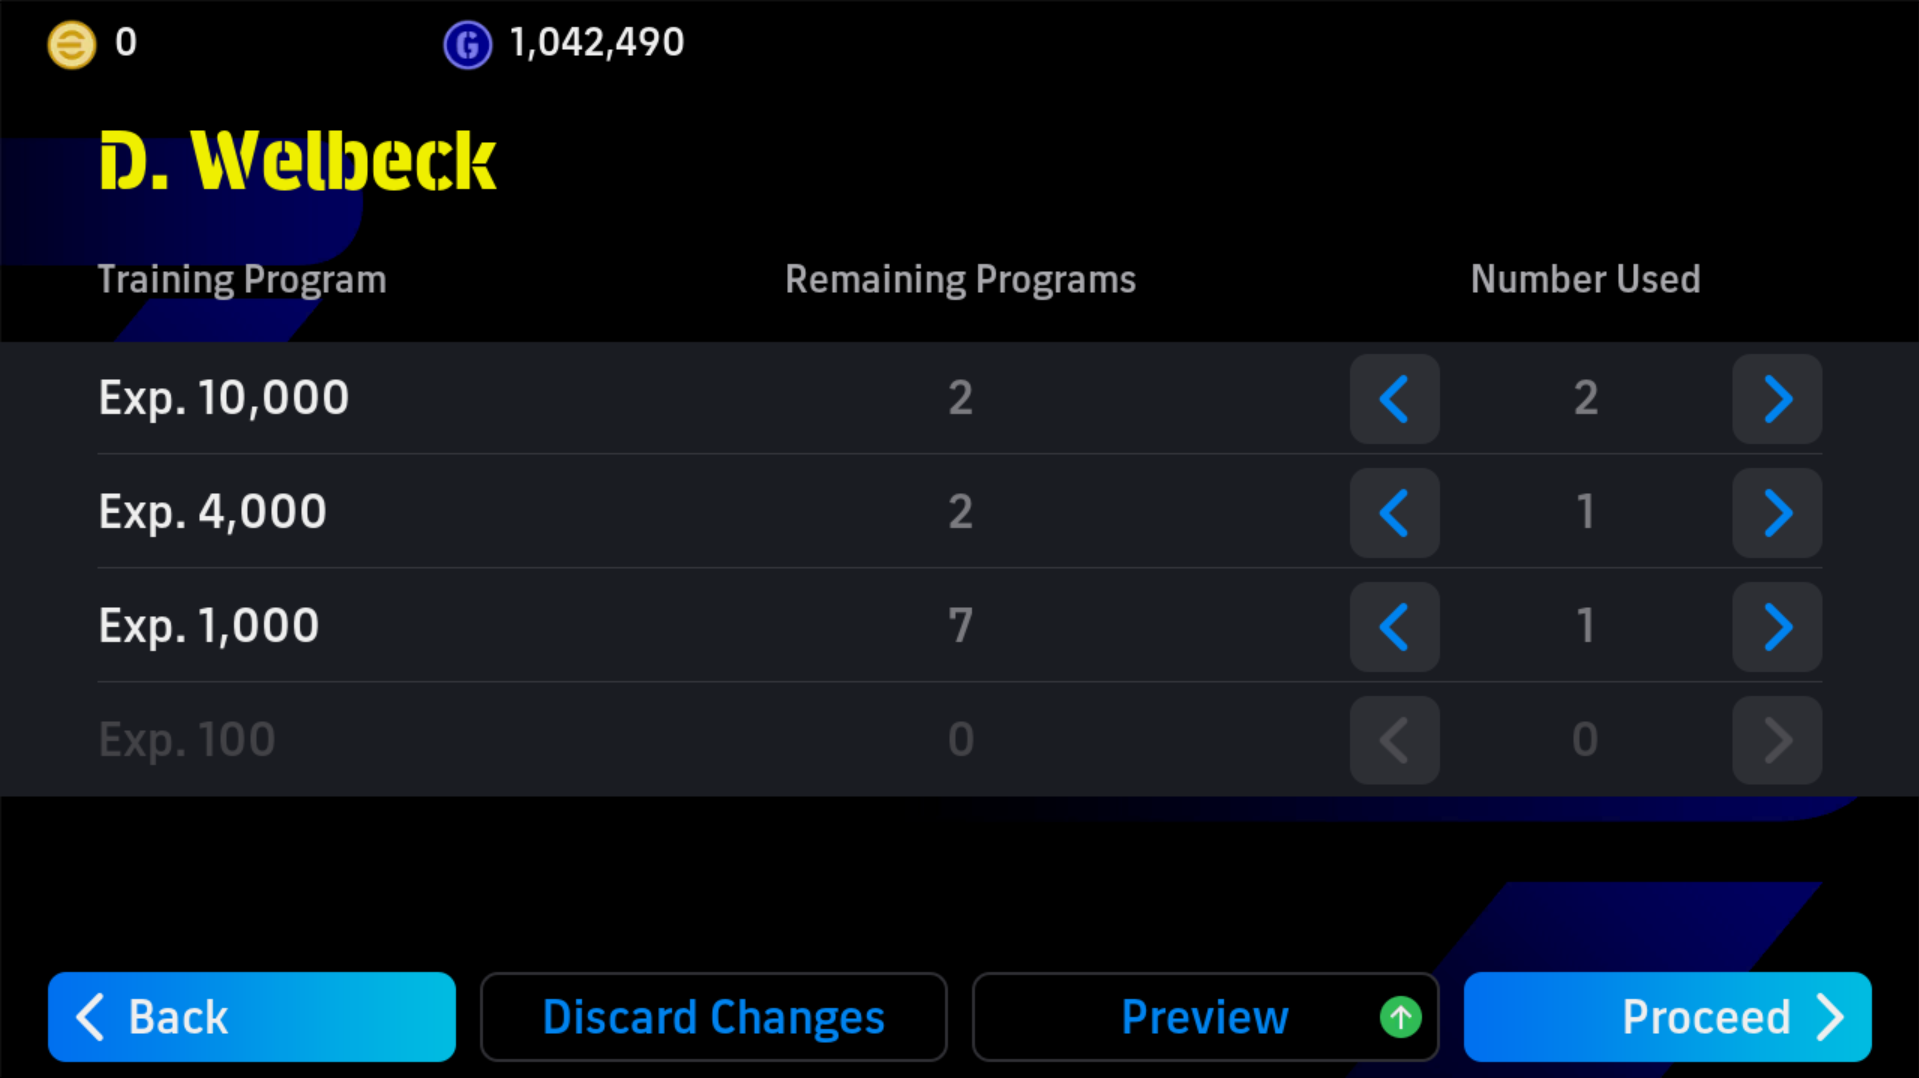 0 1,042,490
D. Welbeck
Training Program Remaining Programs Number Used
Exp. 10,000 2 2
Exp. 4,000 2 1
Exp. 1,000 7 1
Exp. 100 0 0
Back Discard Changes Preview Proceed